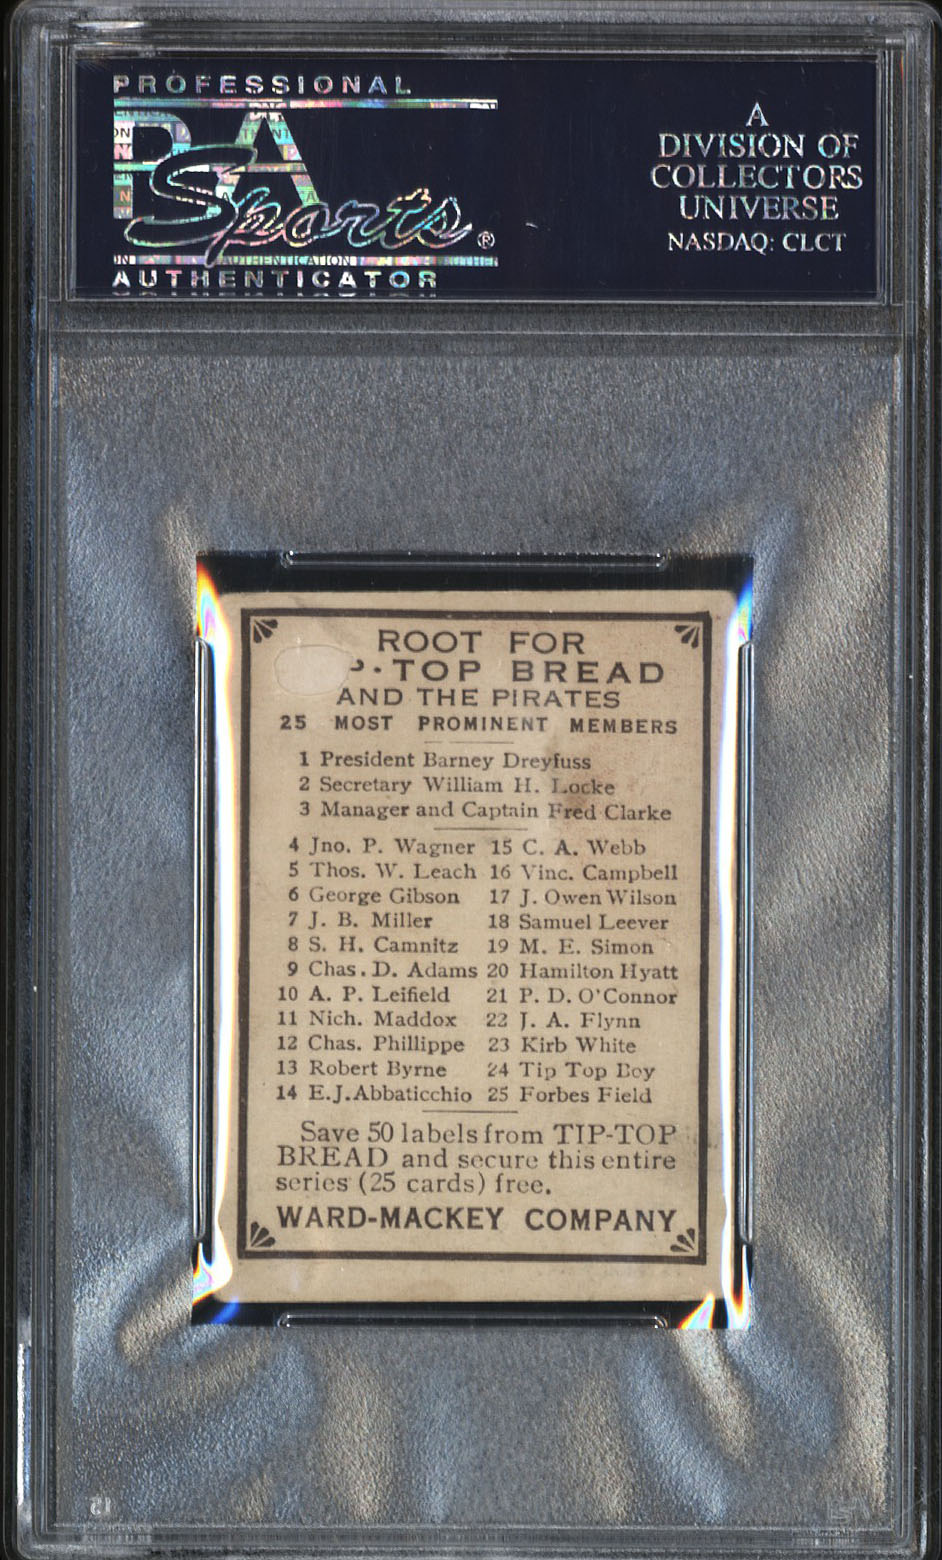 PROFESSIONAL
PSA
Sports®
AUTHENTICATOR
A
DIVISION OF
COLLECTORS
UNIVERSE
NASDAQ: CLCT
ROOT FOR
P·TOP BREAD
AND THE PIRATES
25 MOST PROMINENT MEMBERS
1 President Barney Dreyfuss
2 Secretary William H. Locke
3 Manager and Captain Fred Clarke
4 Jno. P. Wagner 15 C. A. Webb
5 Thos. W. Leach 16 Vinc. Campbell
6 George Gibson 17 J. Owen Wilson
7 J. B. Miller 18 Samuel Leever
8 S. H. Camnitz 19 M. E. Simon
9 Chas. D. Adams 20 Hamilton Hyatt
10 A. P. Leifield 21 P. D. O'Connor
11 Nich. Maddox 22 J. A. Flynn
12 Chas. Phillippe 23 Kirb White
13 Robert Byrne 24 Tip Top Boy
14 E.J.Abbaticchio 25 Forbes Field
Save 50 labels from TIP-TOP
BREAD and secure this entire
series (25 cards) free.
WARD-MACKEY COMPANY